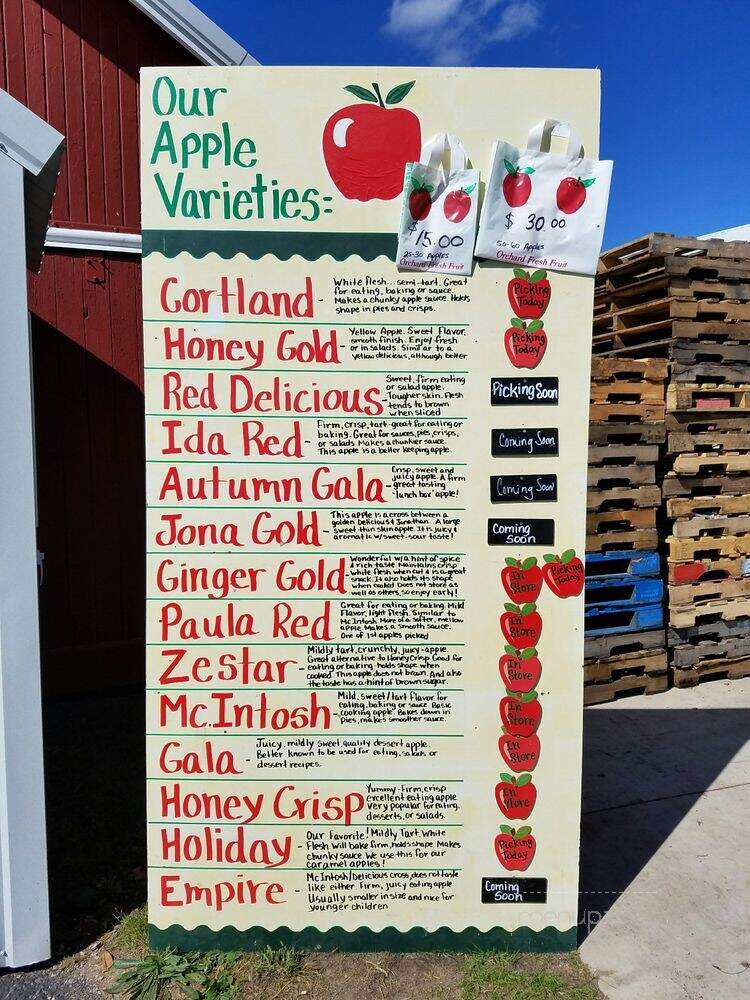 Our
Apple
Varieties:
$15.00
25-30 Apples
Orchard Fresh Fruit
$30.00
50-60 Apples
Orchard Fresh Fruit
Cortland - White flesh... semi-tart. Great
for eating, baking or sauce.
Makes a chunky apple sauce. Holds
shape in pies and crisps.
Picking
Today
Honey Gold - Yellow Apple. Sweet Flavor,
smooth finish. Enjoy fresh
or in salads. Similar to a
yellow delicious, although better
Picking
Today
Red Delicious - Sweet, firm eating
or salad apple.
Tougher skin. Flesh
tends to brown
when sliced
Picking Soon
Ida Red - Firm, crisp, tart-great for eating or
baking. Great for sauces, pies, crisps,
or salads. Makes a chunkier sauce.
This apple is a better keeping apple.
Coming Soon
Autumn Gala - Crisp, sweet and
juicy apple. A firm
great tasting
"lunch box" apple!
Coming Soon
Jona Gold - This apple is a cross between a
golden delicious & Jonathan. A large
sweet, thin skin apple. It is juicy &
aromatic w/sweet-sour taste!
Coming
Soon
Ginger Gold - Wonderful w/a hint of spice
& rich taste. Maintains crisp
white flesh when cut & is a great
snack. It also holds its shape
when cooked. Does not store as
well as others, so enjoy early!
In
Store
Picking
Today
Paula Red - Great for eating or baking. Mild
Flavor, light flesh. Similar to
McIntosh. More of a softer, mellow
apple. Makes a smooth sauce.
One of 1st apples picked
In
Store
Zestar - Mildly tart, crunchly, juicy-apple
Great alternative to Honey Crisp. Good for
eating or baking-holds shape when
cooked. This apple does not brown. And also
the taste has a hint of brown sugar.
In
Store
Mc.Intosh - Mild, sweet/tart flavor for
eating, baking or sauce. Basic
"cooking apple". Bakes down in
pies, makes smoother sauce.
In
Store
Gala - Juicy, mildly sweet, quality dessert apple.
Better known to be used for eating, salads or
dessert recipes.
In
Store
Honey Crisp Yummy-Firm, crisp
excellent eating apple
Very popular for eating,
desserts, or salads.
In
Store
Holiday - Our Favorite! Mildly Tart, White
Flesh will bake firm, holds shape Makes
chunky sauce. We use this for our
caramel apples!
Picking
Today
Empire - McIntosh/Delicious cross, does not taste
like either. Firm, juicy eating apple
Usually smaller in size and nice for
younger children
Coming
Soon